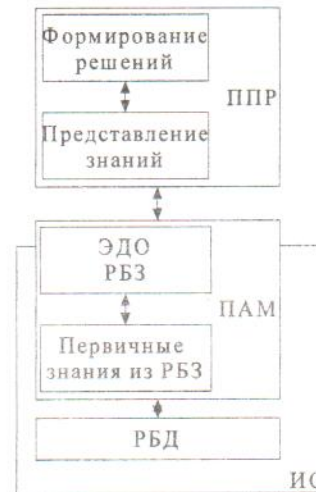 Формирование
решений
ППР
Представление
знаний
ЭДО
РБЗ
ПАМ
Первичные
знания из РБЗ
РБД
ИС